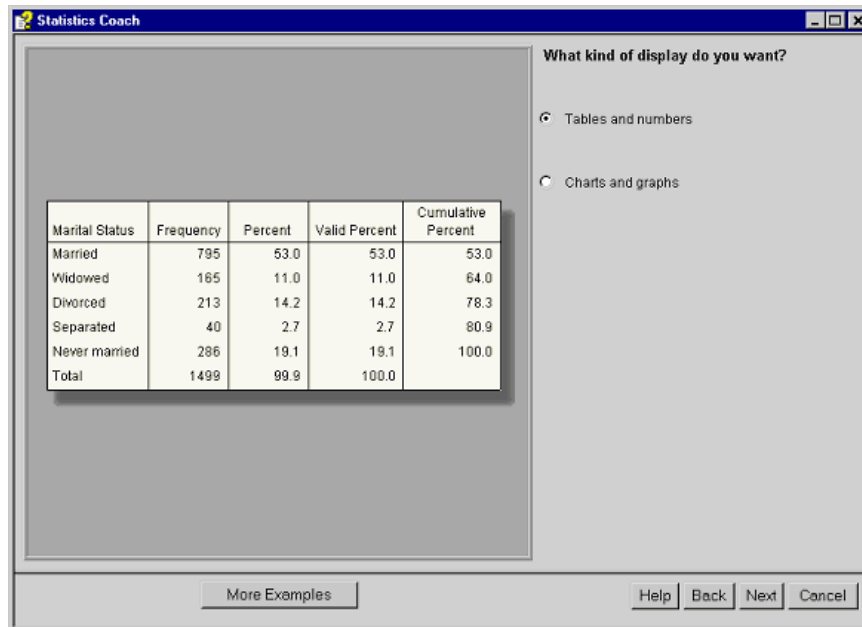 Statistics Coach
What kind of display do you want?
Tables and numbers
Charts and graphs
Marital Status Frequency Percent Valid Percent Cumulative Percent
Married 795 53.0 53.0 53.0
Widowed 165 11.0 11.0 64.0
Divorced 213 14.2 14.2 78.3
Separated 40 2.7 2.7 80.9
Never married 286 19.1 19.1 100.0
Total 1499 99.9 100.0
More Examples
Help Back Next Cancel